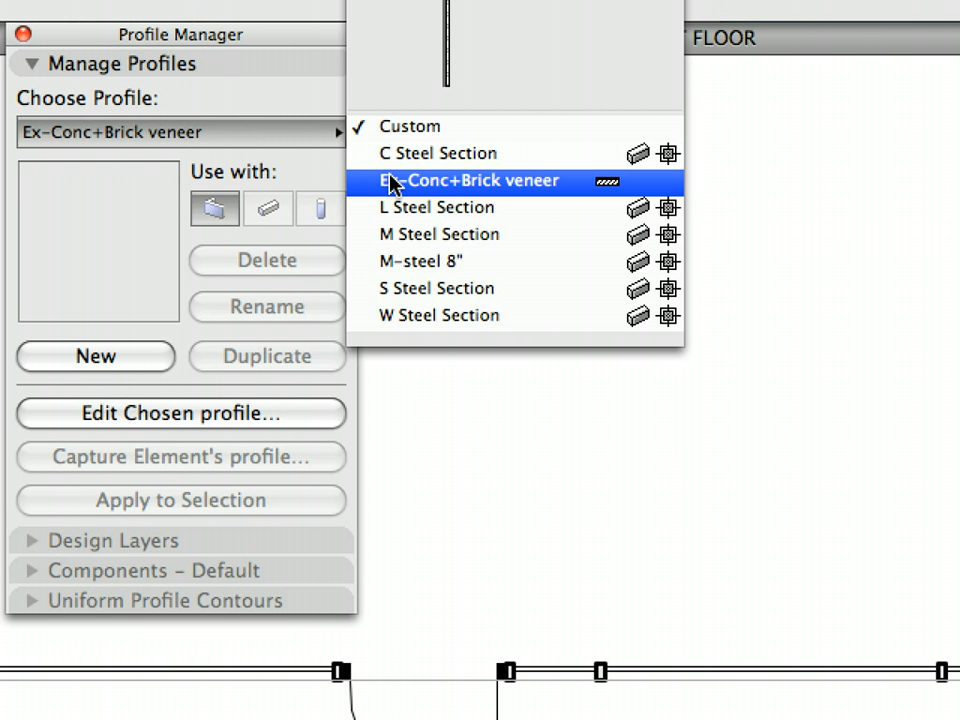 Profile Manager
FLOOR
Manage Profiles
Choose Profile:
Ex-Conc+Brick veneer
Use with:
Delete
Rename
New
Duplicate
Edit Chosen profile...
Capture Element's profile...
Apply to Selection
Design Layers
Components - Default
Uniform Profile Contours
Custom
C Steel Section
Ex-Conc+Brick veneer
L Steel Section
M Steel Section
M-steel 8"
S Steel Section
W Steel Section